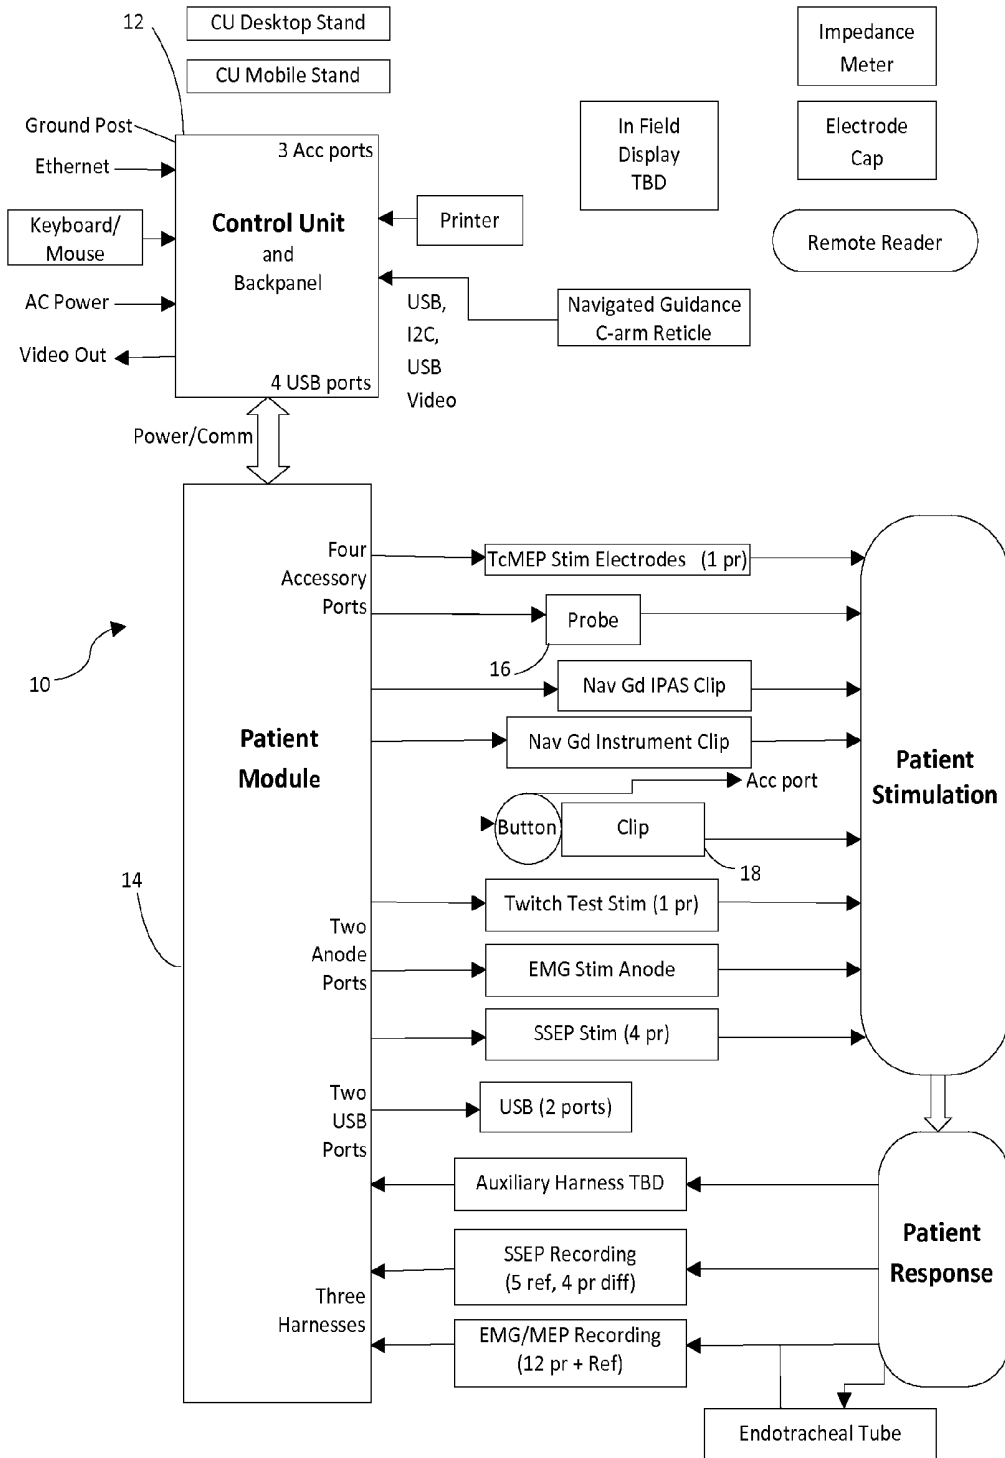 12
CU Desktop Stand
CU Mobile Stand
Impedance
Meter
Ground Post
Ethernet
Keyboard/
Mouse
AC Power
Video Out
3 Acc ports
Control Unit
and
Backpanel
4 USB ports
Printer
In Field
Display
TBD
Electrode
Cap
Remote Reader
USB,
I2C,
USB
Video
Navigated Guidance
C-arm Reticle
Power/Comm
10
14
Patient
Module
Four
Accessory
Ports
TcMEP Stim Electrodes (1 pr)
Probe
16
Nav Gd IPAS Clip
Nav Gd Instrument Clip
Acc port
Button
Clip
18
Two
Anode
Ports
Twitch Test Stim (1 pr)
EMG Stim Anode
SSEP Stim (4 pr)
Patient
Stimulation
Two
USB
Ports
USB (2 ports)
Auxiliary Harness TBD
SSEP Recording
(5 ref, 4 pr diff)
Three
Harnesses
EMG/MEP Recording
(12 pr + Ref)
Patient
Response
Endotracheal Tube